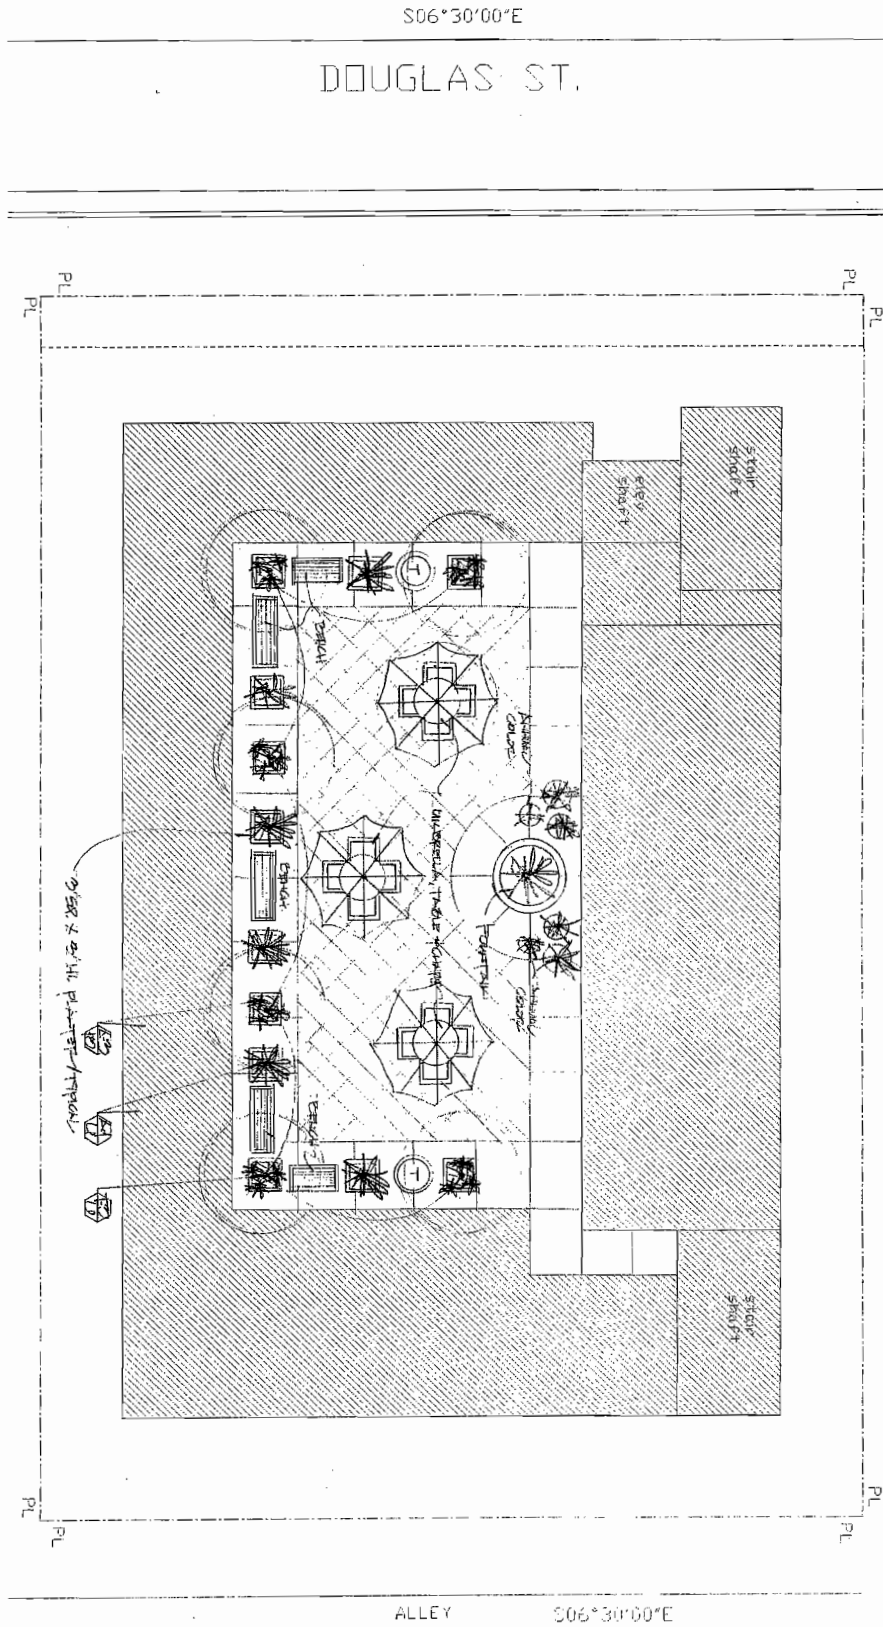 S06°30'00"E
DOUGLAS ST.
PL
PL
PL
PL
stair
shaft
elev
shaft
T
BENCH
ANNUAL
COLOR
UMBRELLA, TABLE & CHAIRS
BENCH
FOUNTAIN
ANNUAL
COLOR
BENCH
T
stair
shaft
PL
PL
PL
PL
ALLEY
S06°30'00"E